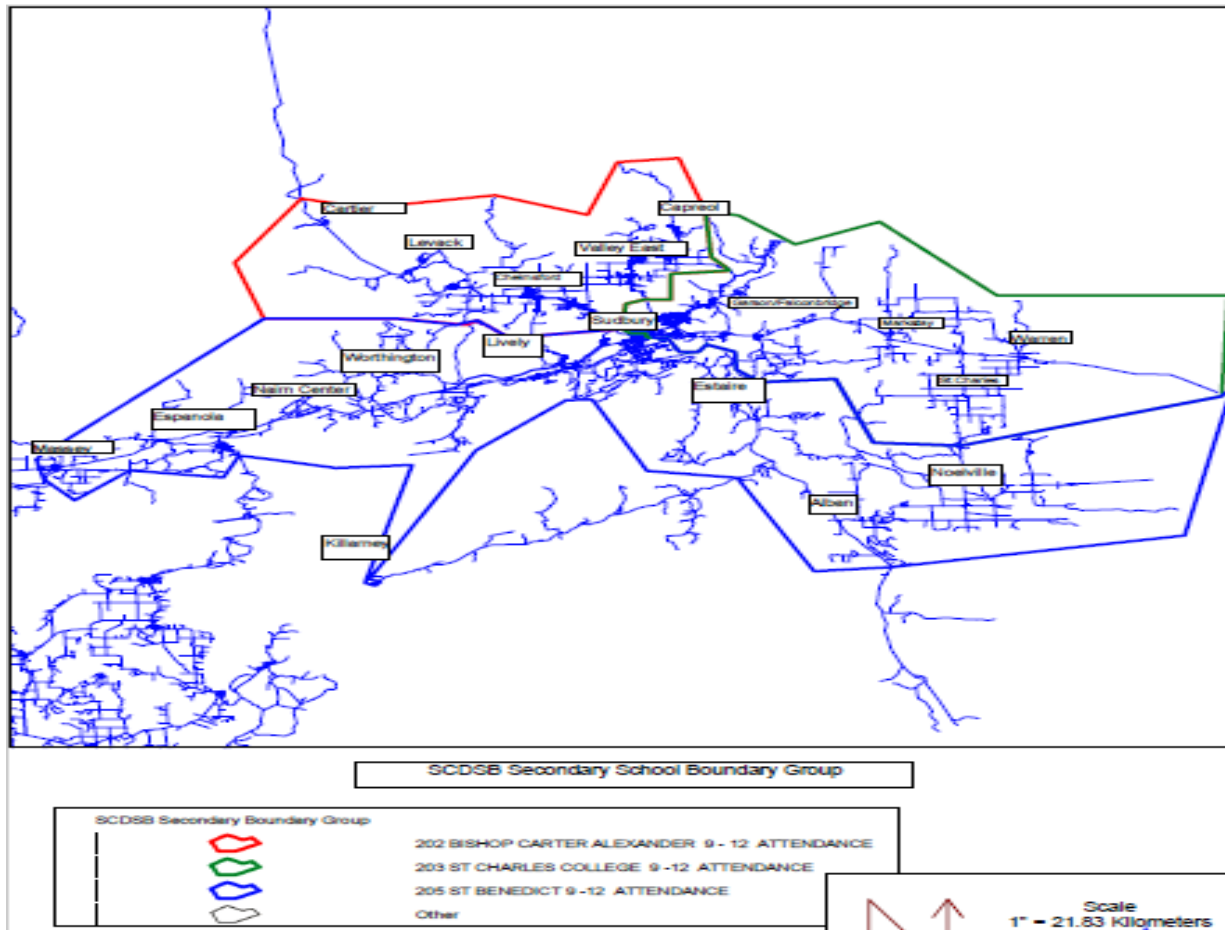 Cartier
Capreol
Levack
Valley East
Chelmsford
Garson/Falconbridge
Sudbury
Markstay
Warren
Lively
Worthington
St. Charles
Nairn Center
Estaire
Espanola
Massey
Noelville
Alban
Killarney
SCDSB Secondary School Boundary Group
SCDSB Secondary Boundary Group
202 BISHOP CARTER ALEXANDER 9 - 12 ATTENDANCE
203 ST CHARLES COLLEGE 9 -12 ATTENDANCE
205 ST BENEDICT 9 -12 ATTENDANCE
Other
Scale
1" = 21.83 Kilometers